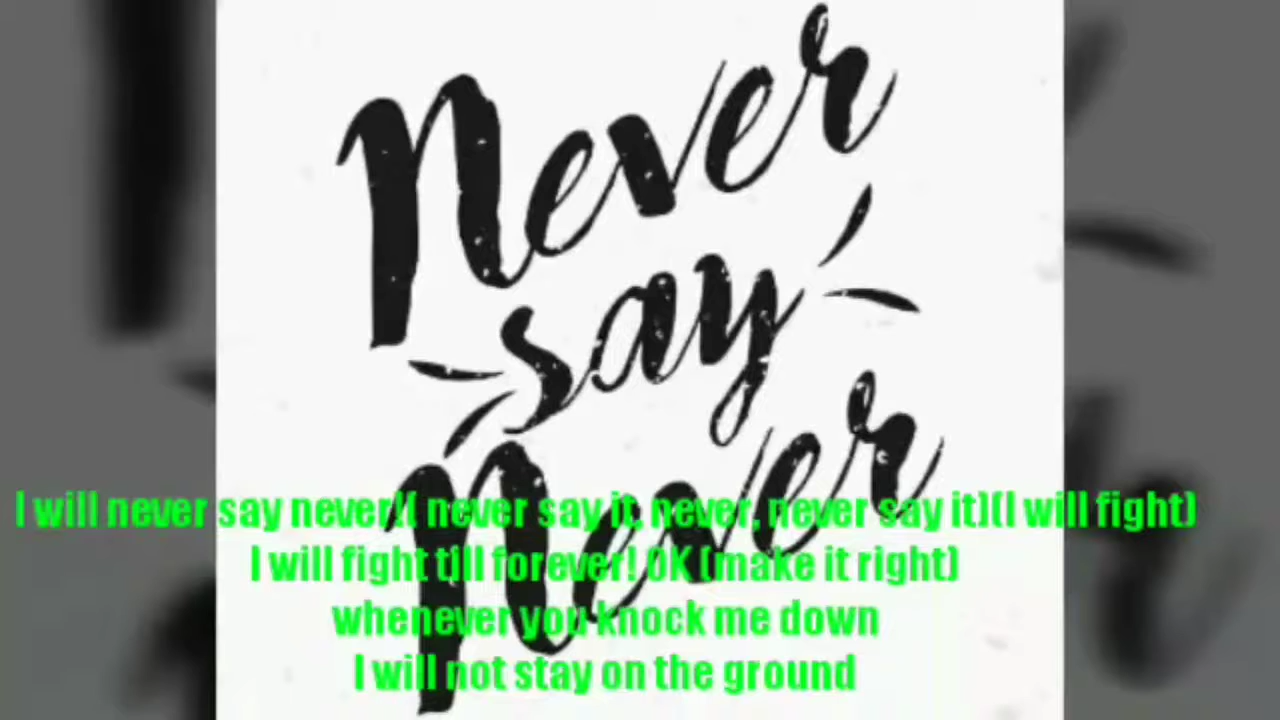 Never
say
Never
I will never say never!( never say it, never, never say it)(I will fight)
I will fight till forever! OK (make it right)
whenever you knock me down
I will not stay on the ground